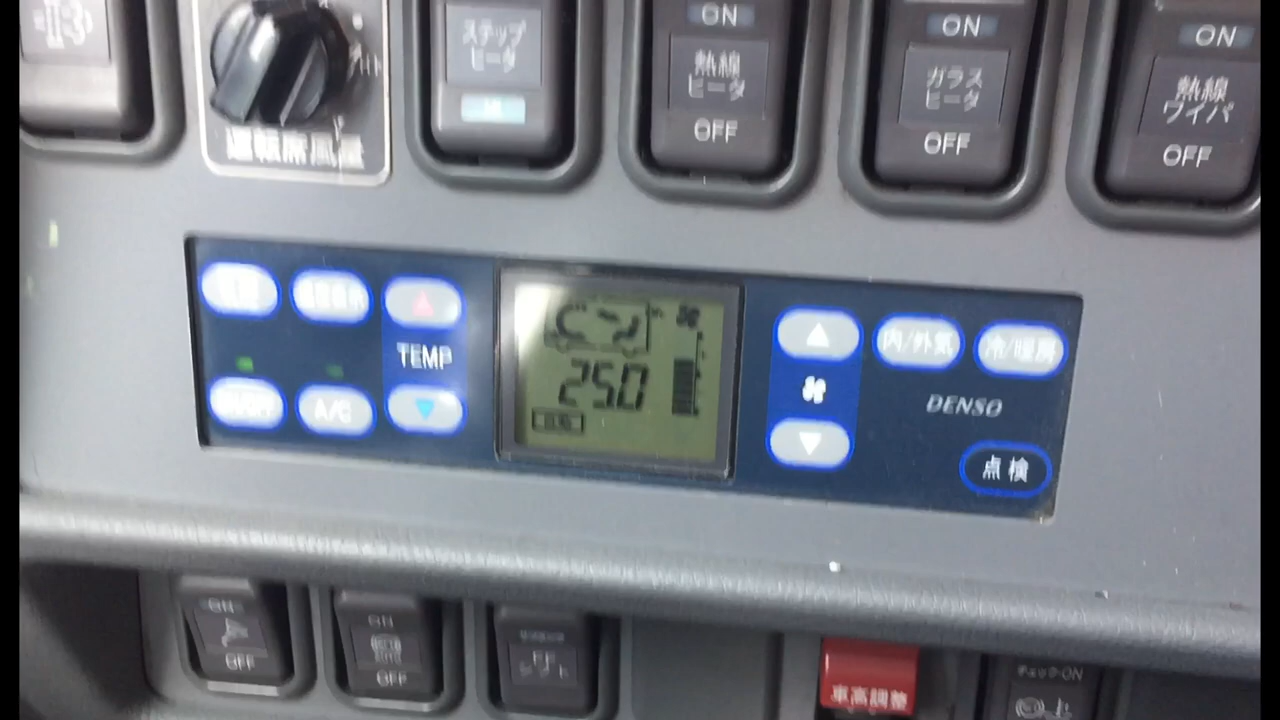 ステップ
ヒータ
ON
熱線
ヒータ
OFF
ON
ガラス
ヒータ
OFF
ON
熱線
ワイパ
OFF
運転席風量
TEMP
A/C
25.0
内/外気
冷/暖房
DENSO
点検
ON
OFF
ON
OFF
車高調整
チェックON